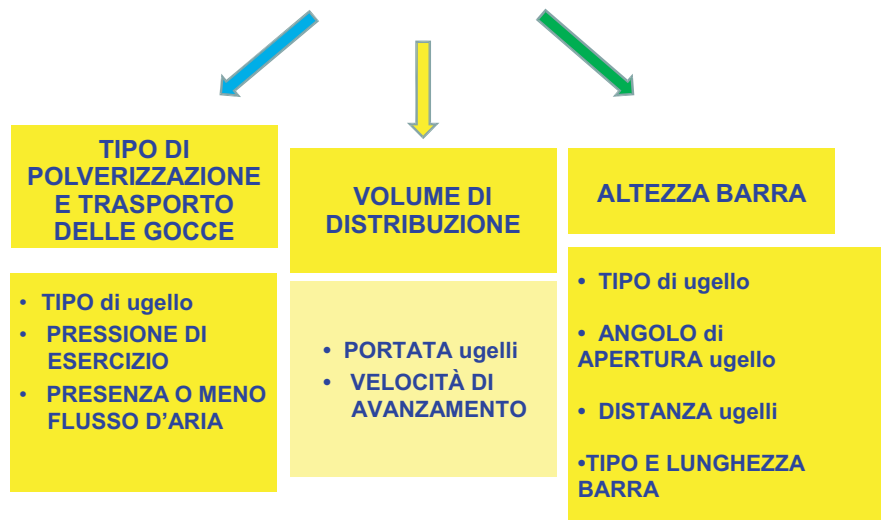 TIPO DI
POLVERIZZAZIONE
E TRASPORTO
DELLE GOCCE
• TIPO di ugello
• PRESSIONE DI
ESERCIZIO
• PRESENZA O MENO
FLUSSO D'ARIA
VOLUME DI
DISTRIBUZIONE
• PORTATA ugelli
• VELOCITÀ DI
AVANZAMENTO
ALTEZZA BARRA
• TIPO di ugello
• ANGOLO di
APERTURA ugello
• DISTANZA ugelli
•TIPO E LUNGHEZZA
BARRA